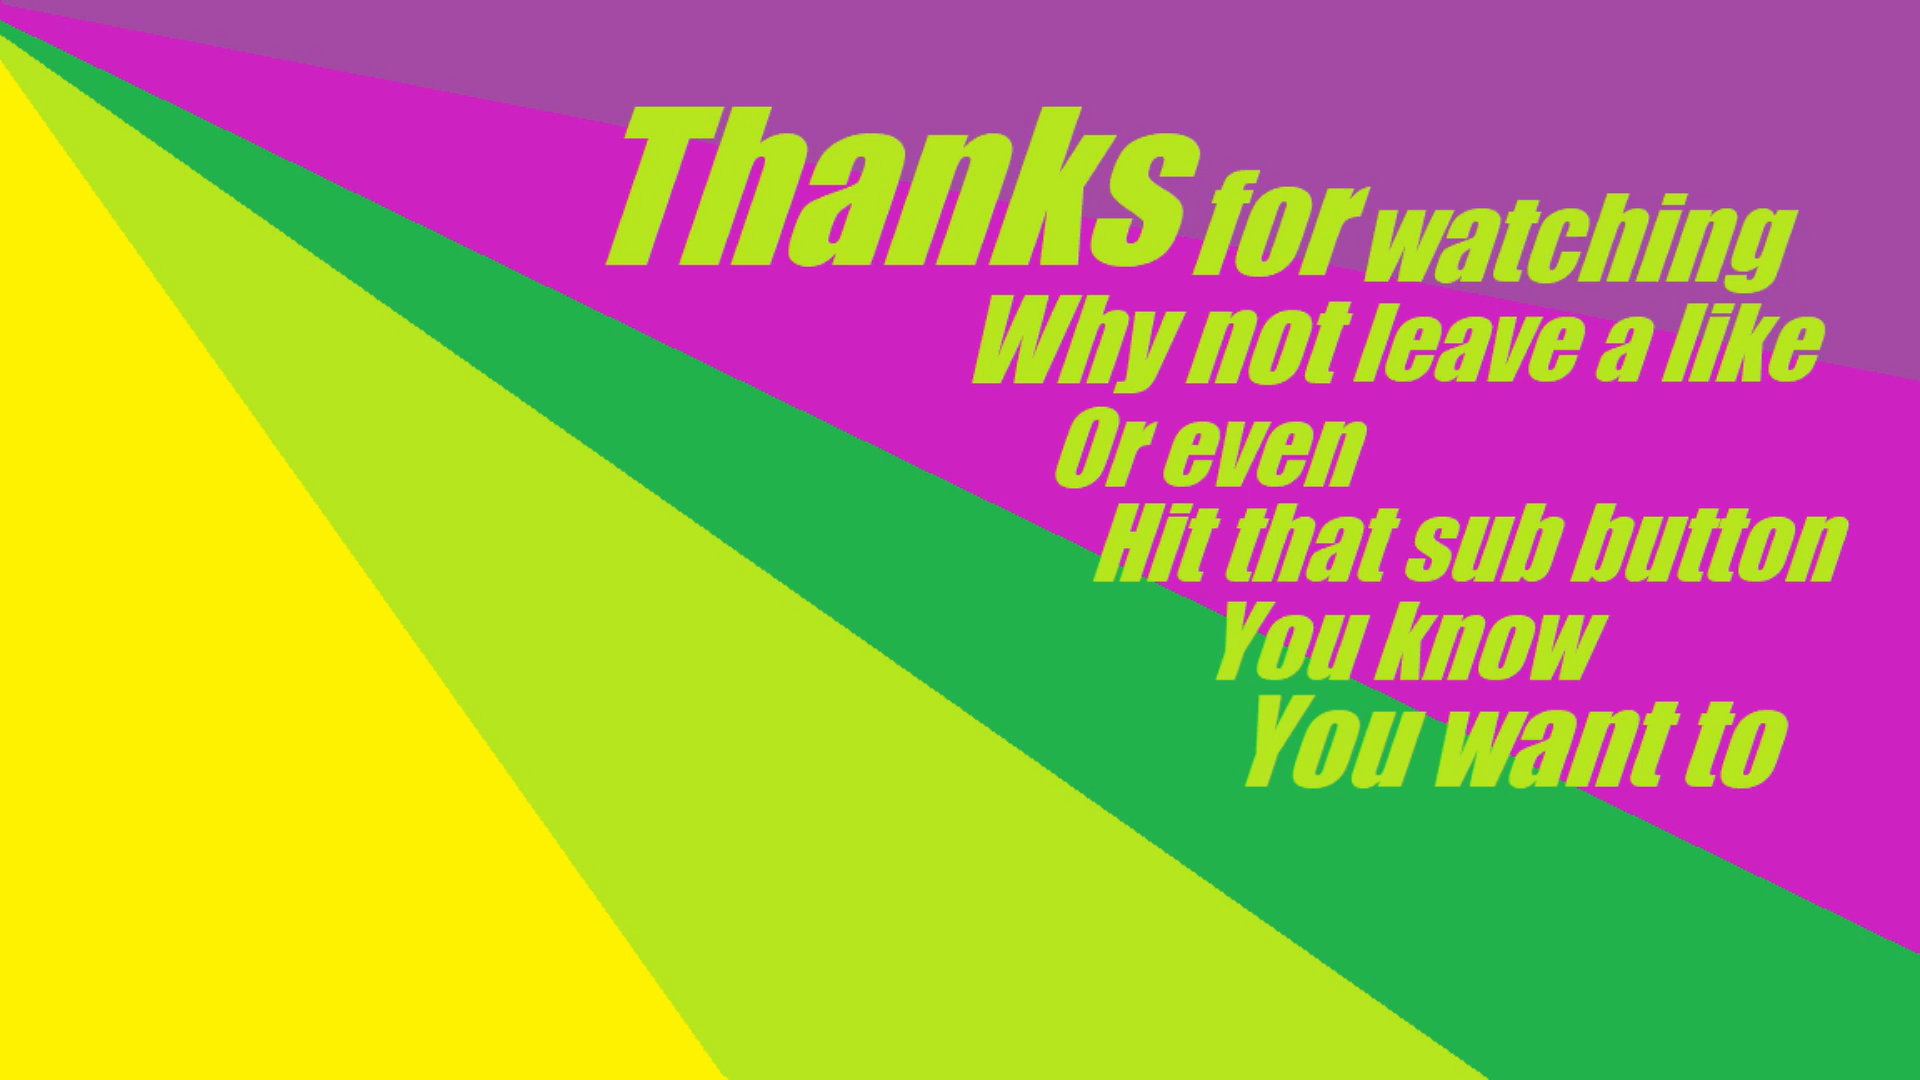 Thanks for watching
Why not leave a like
Or even
Hit that sub button
You know
You want to